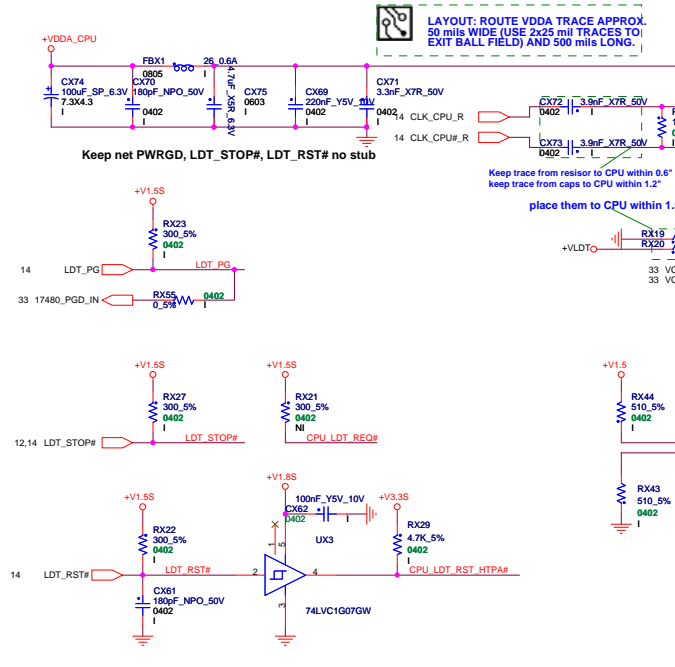 LAYOUT: ROUTE VDDA TRACE APPROX.
50 mils WIDE (USE 2x25 mil TRACES TO
EXIT BALL FIELD) AND 500 mils LONG.
+VDDA_CPU
FBX1
26_0.6A
0805
I
CX74
100uF_SP_6.3V
7.3X4.3
I
CX70
180pF_NPO_50V
0402
I
4.7uF_X5R_6.3V
CX75
0603
I
CX69
220nF_Y5V_10V
0402
I
CX71
3.3nF_X7R_50V
0402
I
14 CLK_CPU_R
CX72
3.9nF_X7R_50V
0402
I
14 CLK_CPU#_R
CX73
3.9nF_X7R_50V
0402
I
Keep net PWRGD, LDT_STOP#, LDT_RST# no stub
Keep trace from resisor to CPU within 0.6"
keep trace from caps to CPU within 1.2"
place them to CPU within 1.
+V1.5S
RX23
300_5%
0402
I
14 LDT_PG
LDT_PG
33 17480_PGD_IN
RX55
0_5%
0402
I
+VLDT
RX19
RX20
33 VC
33 VC
+V1.5S
RX27
300_5%
0402
I
12,14 LDT_STOP#
LDT_STOP#
+V1.5S
RX21
300_5%
0402
NI
CPU_LDT_REQ#
+V1.5
RX44
510_5%
0402
I
RX43
510_5%
0402
I
+V1.5S
RX22
300_5%
0402
I
14 LDT_RST#
LDT_RST#
CX61
180pF_NPO_50V
0402
I
+V1.8S
100nF_Y5V_10V
CX62
0402
I
UX3
1
5
2
4
3
74LVC1G07GW
+V3.3S
RX29
4.7K_5%
0402
I
CPU_LDT_RST_HTPA#